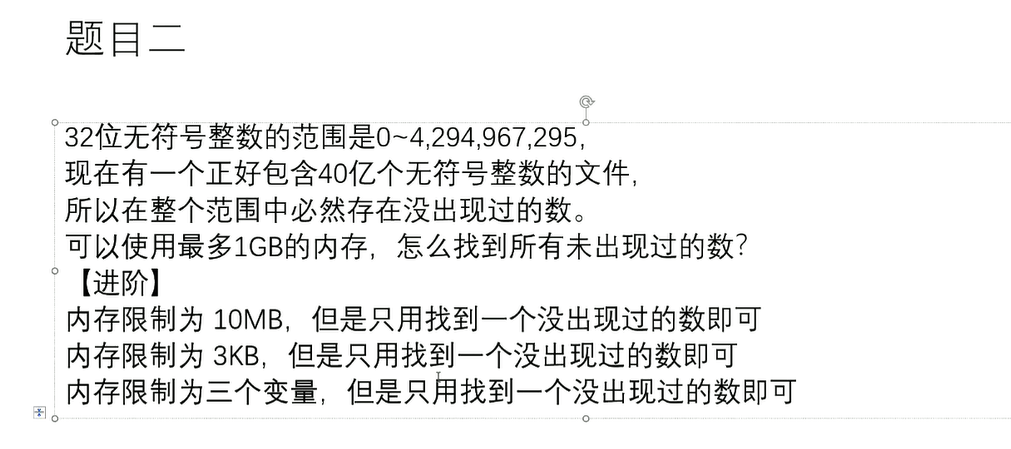 题目二
32位无符号整数的范围是0~4,294,967,295,
现在有一个正好包含40亿个无符号整数的文件,
所以在整个范围中必然存在没出现过的数。
可以使用最多1GB的内存，怎么找到所有未出现过的数?
【进阶】
内存限制为 10MB，但是只用找到一个没出现过的数即可
内存限制为 3KB，但是只用找到一个没出现过的数即可
内存限制为三个变量，但是只用找到一个没出现过的数即可